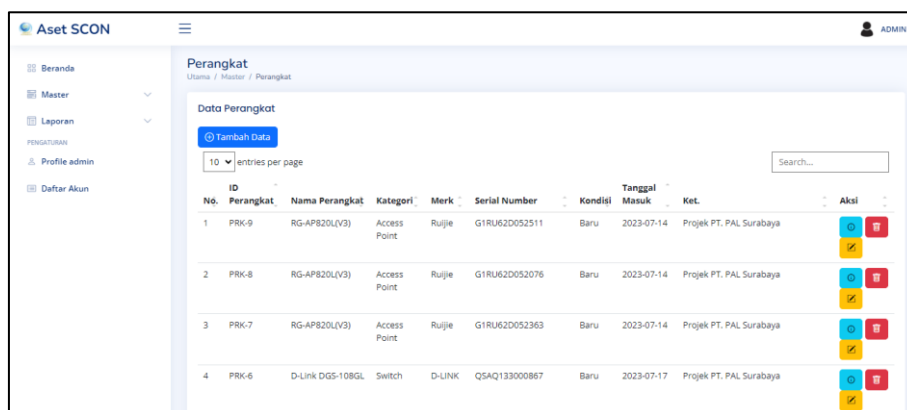 Aset SCON
ADMIN
Beranda
Master
Laporan
PENGATURAN
Profile admin
Daftar Akun
Perangkat
Utama / Master / Perangkat
Data Perangkat
Tambah Data
10 entries per page
Search...
No. ID Perangkat Nama Perangkat Kategori Merk Serial Number Kondisi Tanggal Masuk Ket. Aksi
1 PRK-9 RG-AP820L(V3) Access Point Ruijie G1RU62D052511 Baru 2023-07-14 Projek PT. PAL Surabaya
2 PRK-8 RG-AP820L(V3) Access Point Ruijie G1RU62D052076 Baru 2023-07-14 Projek PT. PAL Surabaya
3 PRK-7 RG-AP820L(V3) Access Point Ruijie G1RU62D052363 Baru 2023-07-14 Projek PT. PAL Surabaya
4 PRK-6 D-Link DGS-108GL Switch D-LINK QSAQ133000867 Baru 2023-07-17 Projek PT. PAL Surabaya